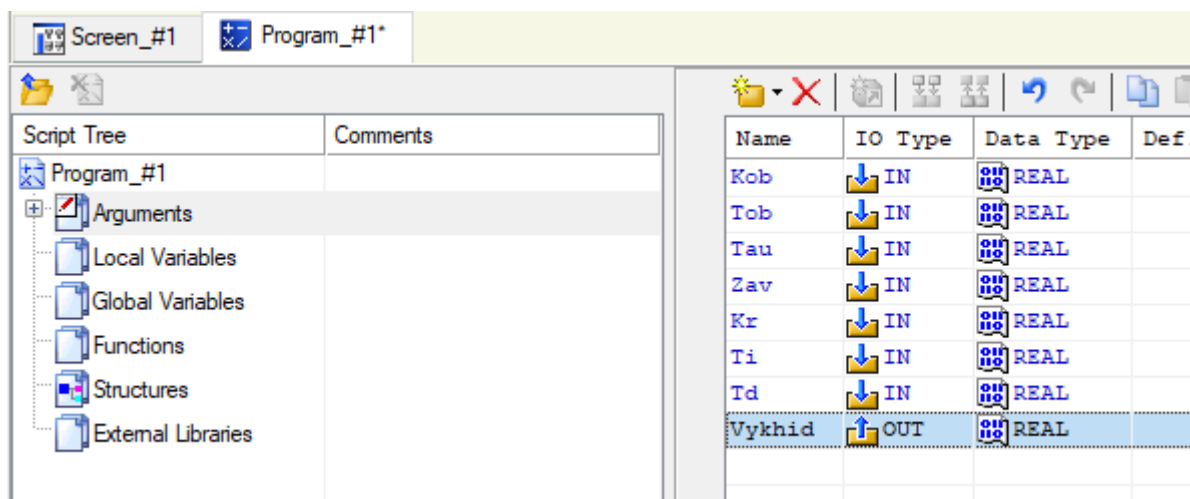 Screen_#1 Program_#1*
Script Tree Comments
Program_#1
Arguments
Local Variables
Global Variables
Functions
Structures
External Libraries
Name IO Type Data Type Def
Kob IN REAL
Tob IN REAL
Tau IN REAL
Zav IN REAL
Kr IN REAL
Ti IN REAL
Td IN REAL
Vykhid OUT REAL